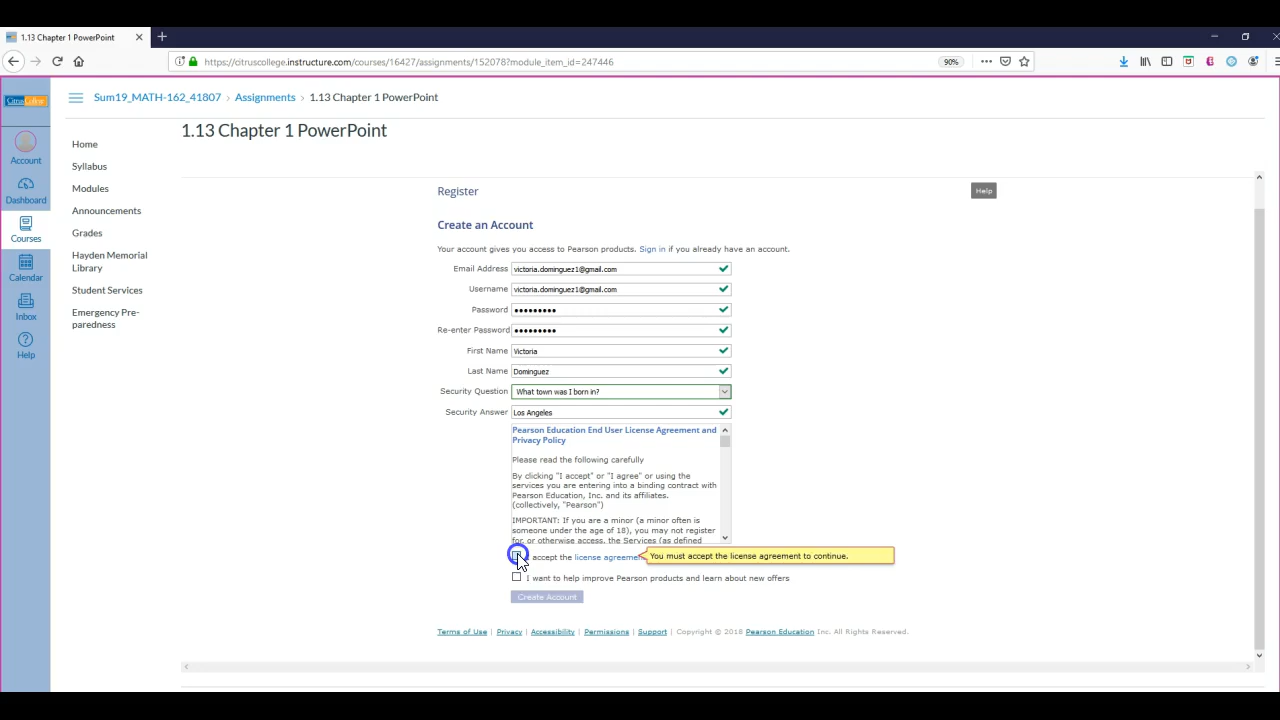 1.13 Chapter 1 PowerPoint
https://citruscollege.instructure.com/courses/16427/assignments/152078?module_item_id=247446
90%
Sum19_MATH-162_41807 › Assignments › 1.13 Chapter 1 PowerPoint
Account
Dashboard
Courses
Calendar
Inbox
Help
Home
Syllabus
Modules
Announcements
Grades
Hayden Memorial
Library
Student Services
Emergency Pre-
paredness
1.13 Chapter 1 PowerPoint
Register
Help
Create an Account
Your account gives you access to Pearson products. Sign in if you already have an account.
Email Address victoria.dominguez1@gmail.com
Username victoria.dominguez1@gmail.com
Password •••••••••
Re-enter Password •••••••••
First Name Victoria
Last Name Dominguez
Security Question What town was I born in?
Security Answer Los Angeles
Pearson Education End User License Agreement and
Privacy Policy
Please read the following carefully
By clicking "I accept" or "I agree" or using the
services you are entering into a binding contract with
Pearson Education, Inc. and its affiliates.
(collectively, "Pearson")
IMPORTANT: If you are a minor (a minor often is
someone under the age of 18), you may not register
for, or otherwise access, the Services (as defined
accept the license agreemen You must accept the license agreement to continue.
I want to help improve Pearson products and learn about new offers
Create Account
Terms of Use | Privacy | Accessibility | Permissions | Support | Copyright © 2018 Pearson Education Inc. All Rights Reserved.